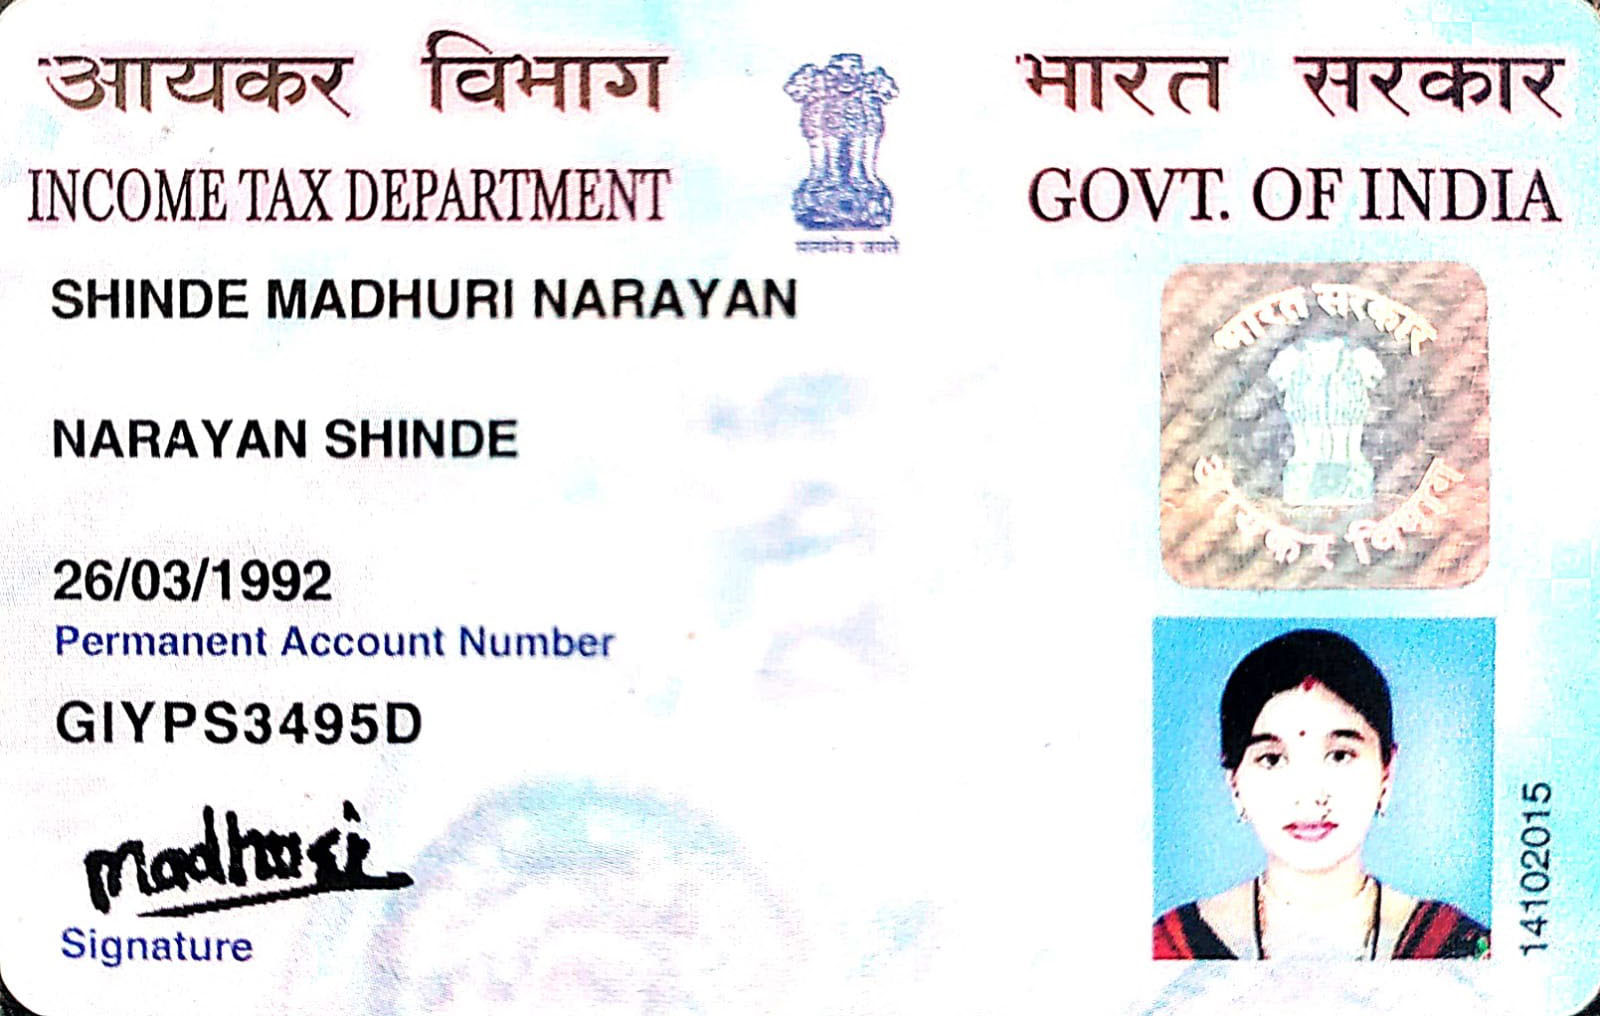 आयकर विभाग
INCOME TAX DEPARTMENT
सत्यमेव जयते
भारत सरकार
GOVT. OF INDIA
SHINDE MADHURI NARAYAN
NARAYAN SHINDE
26/03/1992
Permanent Account Number
GIYPS3495D
Madhuri
Signature
भारत सरकार
आयकर विभाग
14102015